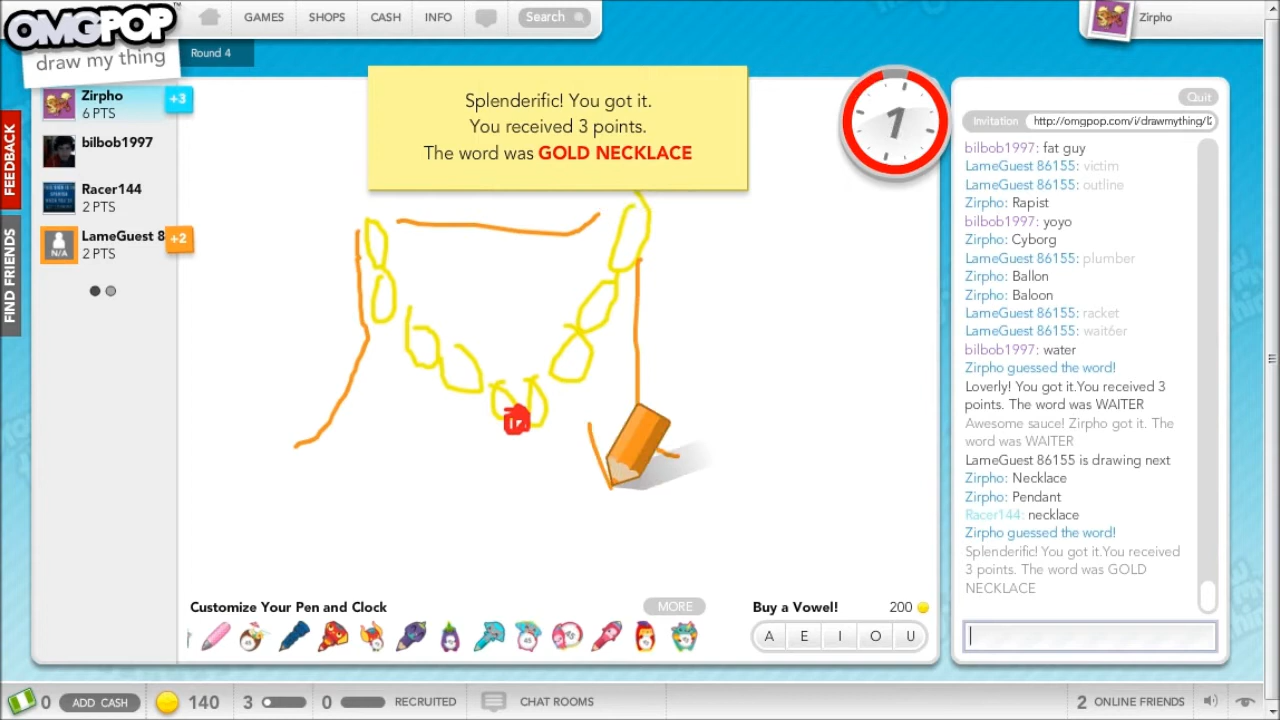 OMGPOP™
draw my thing
GAMES
SHOPS
CASH
INFO
Search
Zirpho
Round 4
FEEDBACK
FIND FRIENDS
Zirpho
6 PTS
+3
bilbob1997
Racer144
2 PTS
N/A
LameGuest 8
2 PTS
+2
Splenderific! You got it.
You received 3 points.
The word was GOLD NECKLACE
1
Quit
Invitation
http://omgpop.com/i/drawmything/
bilbob1997: fat guy
LameGuest 86155: victim
LameGuest 86155: outline
Zirpho: Rapist
bilbob1997: yoyo
Zirpho: Cyborg
LameGuest 86155: plumber
Zirpho: Ballon
Zirpho: Baloon
LameGuest 86155: racket
LameGuest 86155: wait6er
bilbob1997: water
Zirpho guessed the word!
Loverly! You got it.You received 3
points. The word was WAITER
Awesome sauce! Zirpho got it. The
word was WAITER
LameGuest 86155 is drawing next
Zirpho: Necklace
Zirpho: Pendant
Racer144: necklace
Zirpho guessed the word!
Splenderific! You got it.You received
3 points. The word was GOLD
NECKLACE
Customize Your Pen and Clock
MORE
Buy a Vowel!
200
A E I O U
0
ADD CASH
140
3
0
RECRUITED
CHAT ROOMS
2 ONLINE FRIENDS